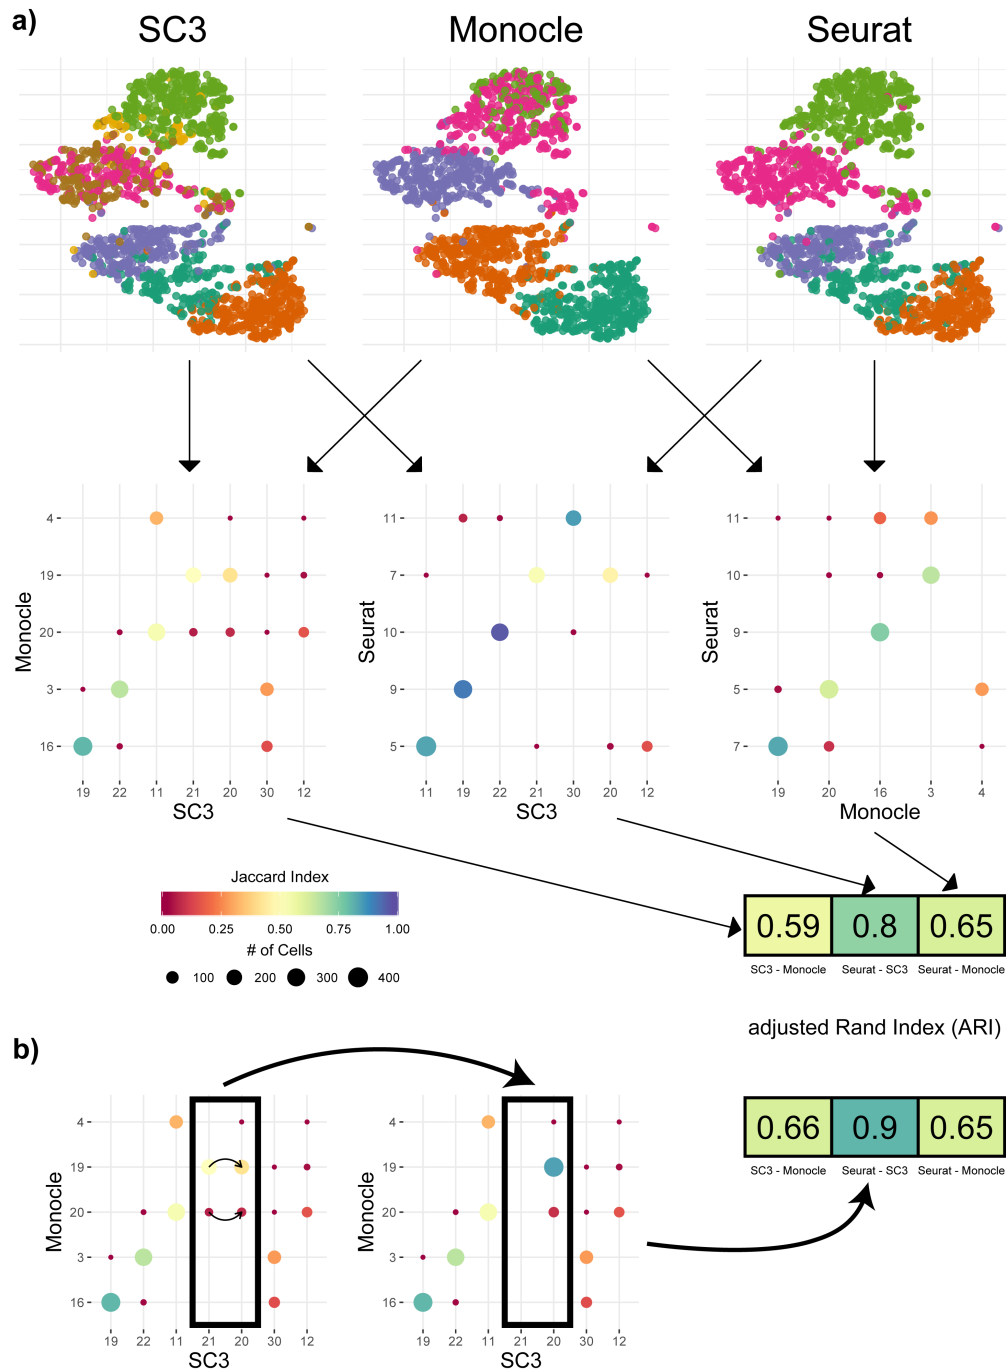 a)
SC3 Monocle Seurat
4
19
20
3
16
Monocle
19 22 11 21 20 30 12
SC3
11
7
10
9
5
Seurat
11 19 22 21 30 20 12
SC3
11
10
9
5
7
Seurat
19 20 16 3 4
Monocle
Jaccard Index
0.00 0.25 0.50 0.75 1.00
# of Cells
100 200 300 400
0.59 0.8 0.65
SC3 - Monocle Seurat - SC3 Seurat - Monocle
adjusted Rand Index (ARI)
b)
4
19
20
3
16
Monocle
19 22 11 21 20 30 12
SC3
4
19
20
3
16
Monocle
19 22 11 21 20 30 12
SC3
0.66 0.9 0.65
SC3 - Monocle Seurat - SC3 Seurat - Monocle